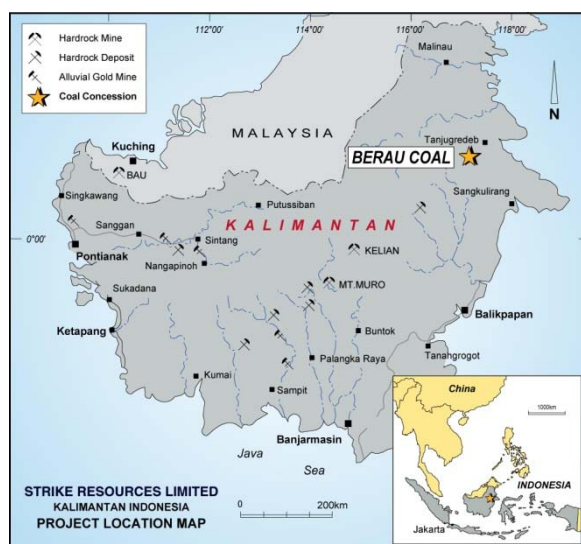 112°00' 114°00' 116°00' 118°00'
Hardrock Mine
Hardrock Deposit
Alluvial Gold Mine
Coal Concession
Malinau
N
MALAYSIA
Tanjugredeb
BERAU COAL
Kuching
BAU
Sangkulirang
Singkawang
Putussiban
KALIMANTAN
Sanggan
Sintang
0°00'
0°00'
KELIAN
Pontianak
Nangapinoh
MT.MURO
Sukadana
Balikpapan
Ketapang
Buntok
Tanahgrogot
Palangka Raya
Kumai
Sampit
Banjarmasin
Java
Sea
STRIKE RESOURCES LIMITED
KALIMANTAN INDONESIA
PROJECT LOCATION MAP
0 200km
China
1000km
INDONESIA
Jakarta